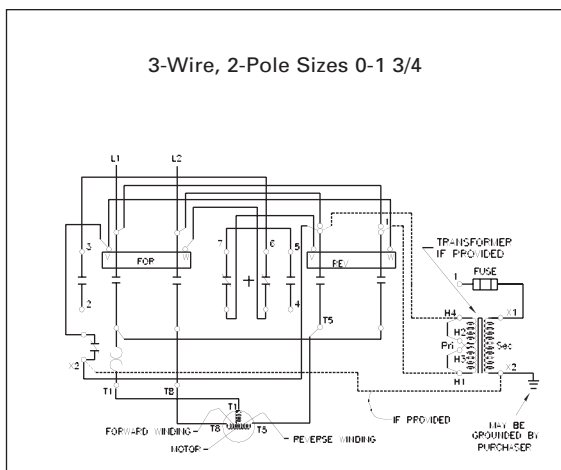 3-Wire, 2-Pole Sizes 0-1 3/4
L1 L2
3 7 6 5 1
V FOR W V REV W
TRANSFORMER
IF PROVIDED
1 FUSE
2 4
H4 X1
H2
Pri Sec
H3
H1 X2
T5
X2
T1 T8
T1
IF PROVIDED
FORWARD WINDING T8 T5 REVERSE WINDING
MOTOR
MAY BE
GROUNDED BY
PURCHASER